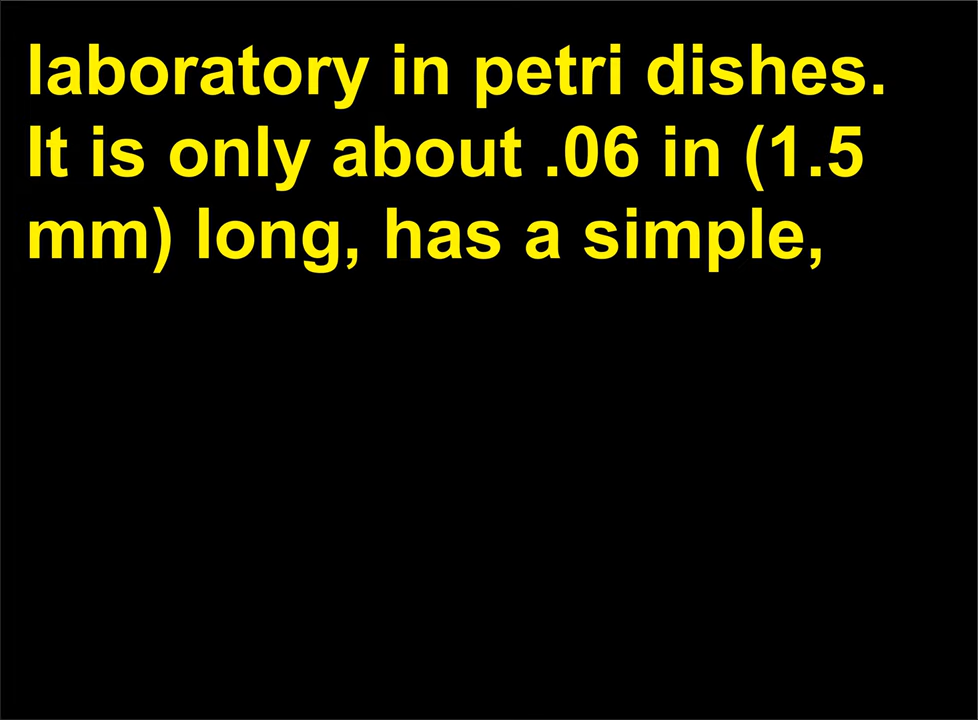 laboratory in petri dishes.
It is only about .06 in (1.5
mm) long, has a simple,